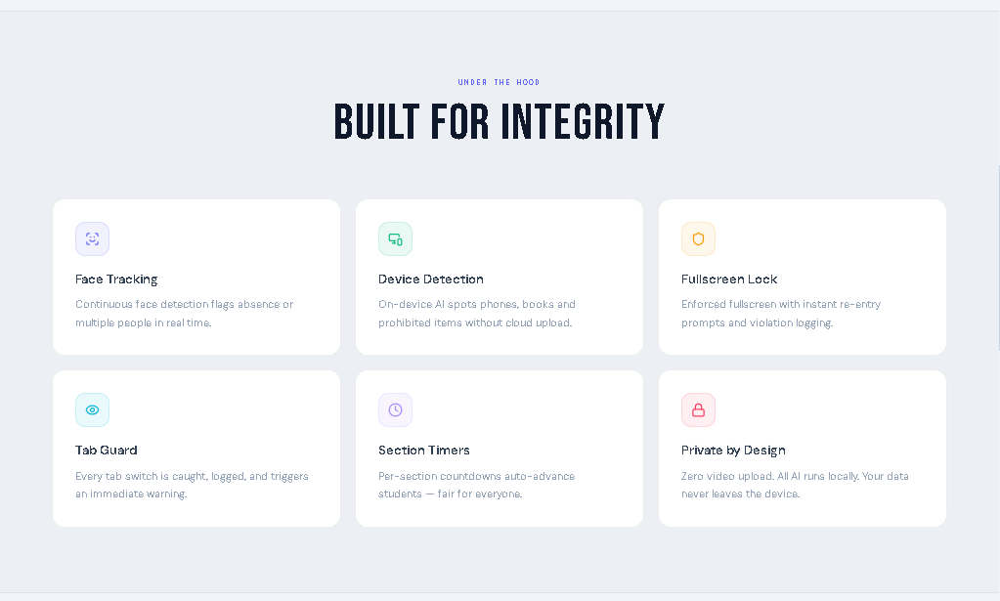 UNDER THE HOOD
BUILT FOR INTEGRITY
Face Tracking
Continuous face detection flags absence or
multiple people in real time.
Device Detection
On-device AI spots phones, books and
prohibited items without cloud upload.
Fullscreen Lock
Enforced fullscreen with instant re-entry
prompts and violation logging.
Tab Guard
Every tab switch is caught, logged, and triggers
an immediate warning.
Section Timers
Per-section countdowns auto-advance
students — fair for everyone.
Private by Design
Zero video upload. All AI runs locally. Your data
never leaves the device.